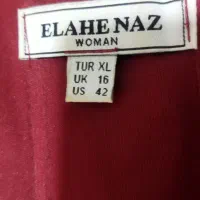 ELAHE NAZ
WOMAN
TUR XL
UK 16
US 42